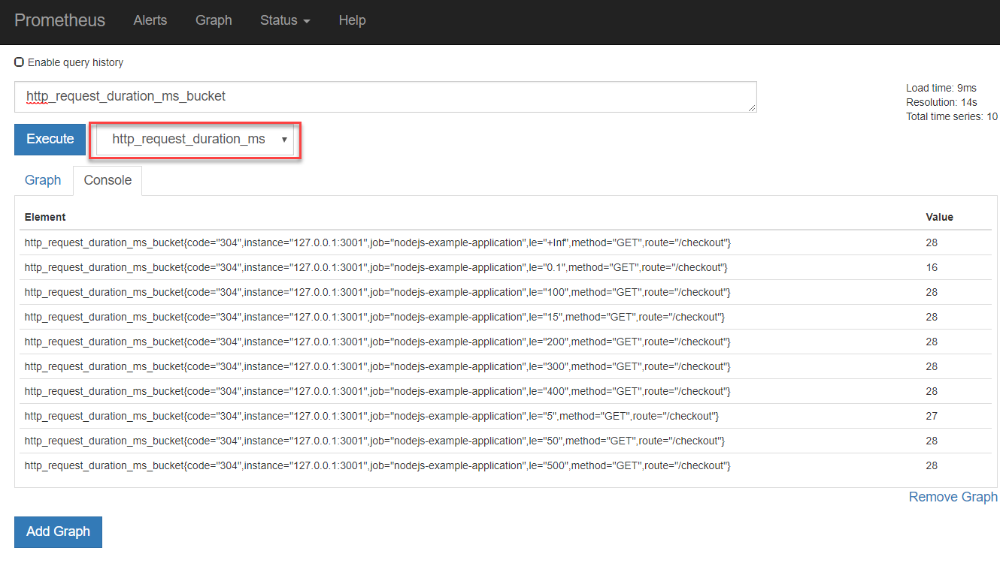 Prometheus Alerts Graph Status Help
Enable query history
http_request_duration_ms_bucket
Load time: 9ms
Resolution: 14s
Total time series: 10
Execute http_request_duration_ms
Graph Console
Element Value
http_request_duration_ms_bucket{code="304",instance="127.0.0.1:3001",job="nodejs-example-application",le="+Inf",method="GET",route="/checkout"} 28
http_request_duration_ms_bucket{code="304",instance="127.0.0.1:3001",job="nodejs-example-application",le="0.1",method="GET",route="/checkout"} 16
http_request_duration_ms_bucket{code="304",instance="127.0.0.1:3001",job="nodejs-example-application",le="100",method="GET",route="/checkout"} 28
http_request_duration_ms_bucket{code="304",instance="127.0.0.1:3001",job="nodejs-example-application",le="15",method="GET",route="/checkout"} 28
http_request_duration_ms_bucket{code="304",instance="127.0.0.1:3001",job="nodejs-example-application",le="200",method="GET",route="/checkout"} 28
http_request_duration_ms_bucket{code="304",instance="127.0.0.1:3001",job="nodejs-example-application",le="300",method="GET",route="/checkout"} 28
http_request_duration_ms_bucket{code="304",instance="127.0.0.1:3001",job="nodejs-example-application",le="400",method="GET",route="/checkout"} 28
http_request_duration_ms_bucket{code="304",instance="127.0.0.1:3001",job="nodejs-example-application",le="5",method="GET",route="/checkout"} 27
http_request_duration_ms_bucket{code="304",instance="127.0.0.1:3001",job="nodejs-example-application",le="50",method="GET",route="/checkout"} 28
http_request_duration_ms_bucket{code="304",instance="127.0.0.1:3001",job="nodejs-example-application",le="500",method="GET",route="/checkout"} 28
Remove Graph
Add Graph